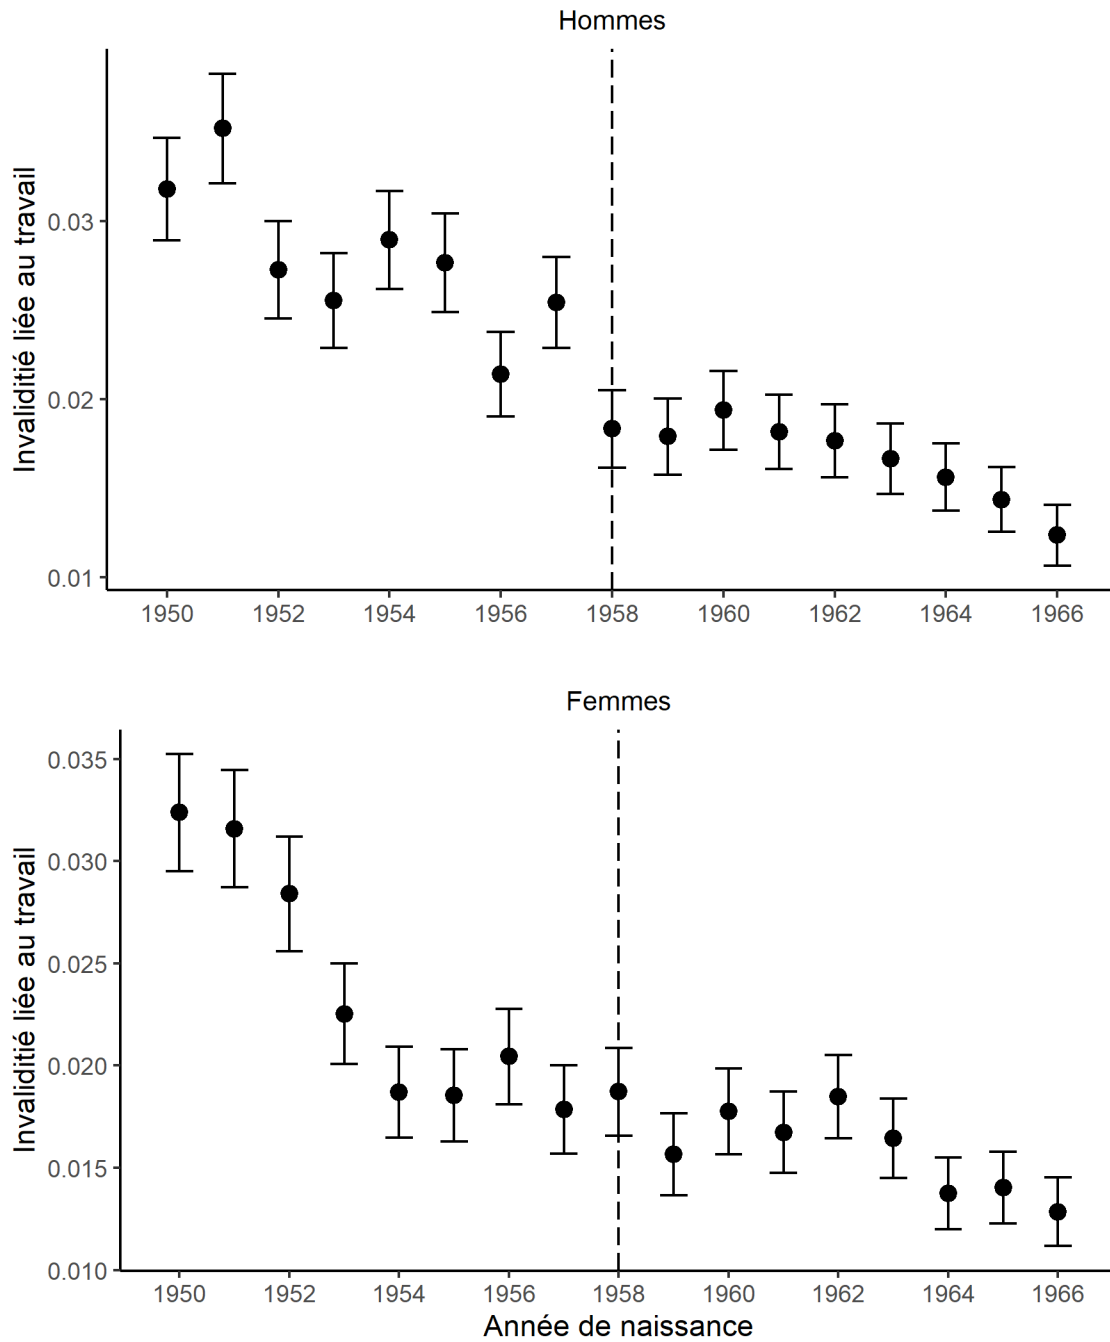 Hommes
Invaliditié liée au travail
0.03
0.02
0.01
1950 1952 1954 1956 1958 1960 1962 1964 1966
Femmes
Invaliditié liée au travail
0.035
0.030
0.025
0.020
0.015
0.010
1950 1952 1954 1956 1958 1960 1962 1964 1966
Année de naissance